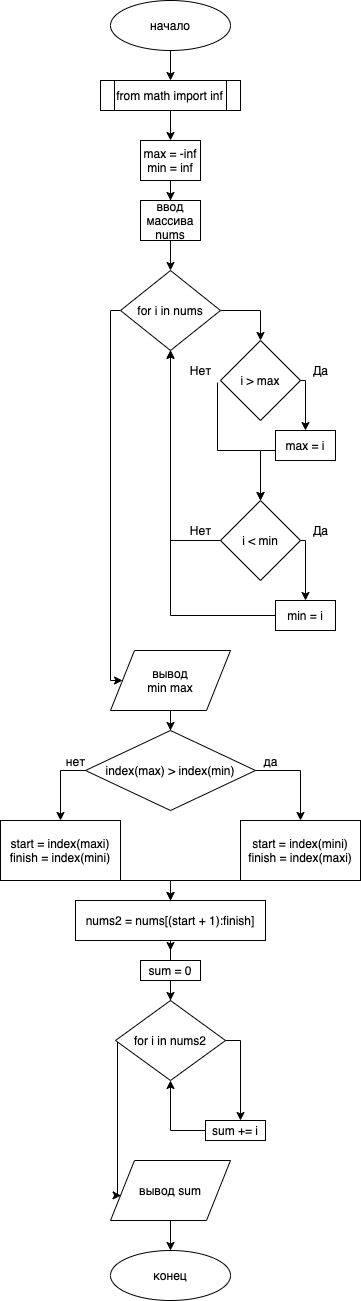 начало
from math import inf
max = -inf
min = inf
ввод
массива
nums
for i in nums
Нет
Да
i > max
max = i
Нет
Да
i < min
min = i
вывод
min max
нет
да
index(max) > index(min)
start = index(maxi)
finish = index(mini)
start = index(mini)
finish = index(maxi)
nums2 = nums[(start + 1):finish]
sum = 0
for i in nums2
sum += i
вывод sum
конец